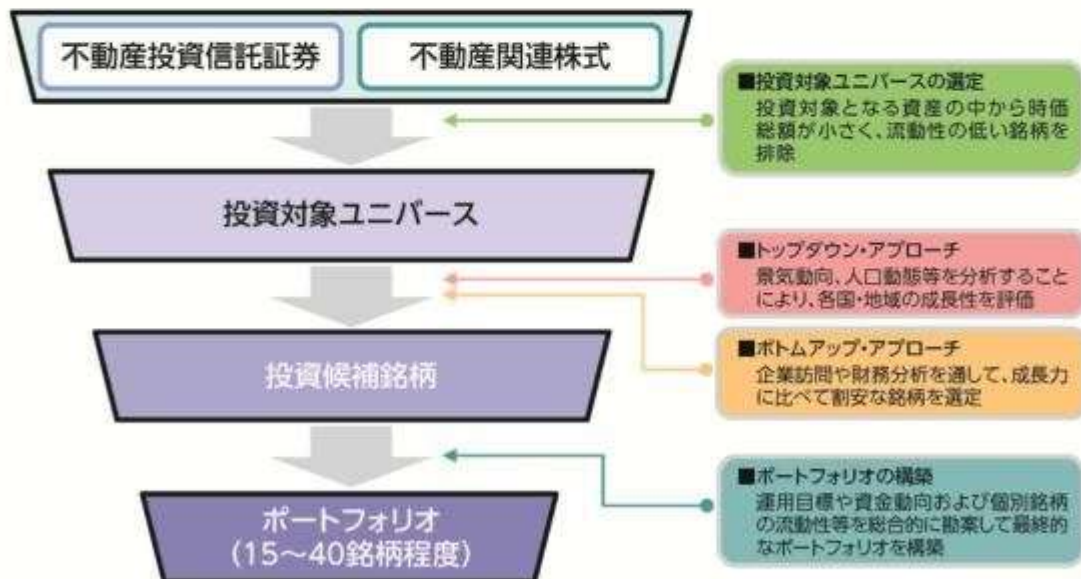 不動産投資信託証券
不動産関連株式
■投資対象ユニバースの選定
投資対象となる資産の中から時価
総額が小さく、流動性の低い銘柄を
排除
投資対象ユニバース
■トップダウン・アプローチ
景気動向、人口動態等を分析すること
により、各国・地域の成長性を評価
■ボトムアップ・アプローチ
企業訪問や財務分析を通して、成長力
に比べて割安な銘柄を選定
投資候補銘柄
■ポートフォリオの構築
運用目標や資金動向および個別銘柄
の流動性等を総合的に勘案して最終的
なポートフォリオを構築
ポートフォリオ
(15～40銘柄程度)